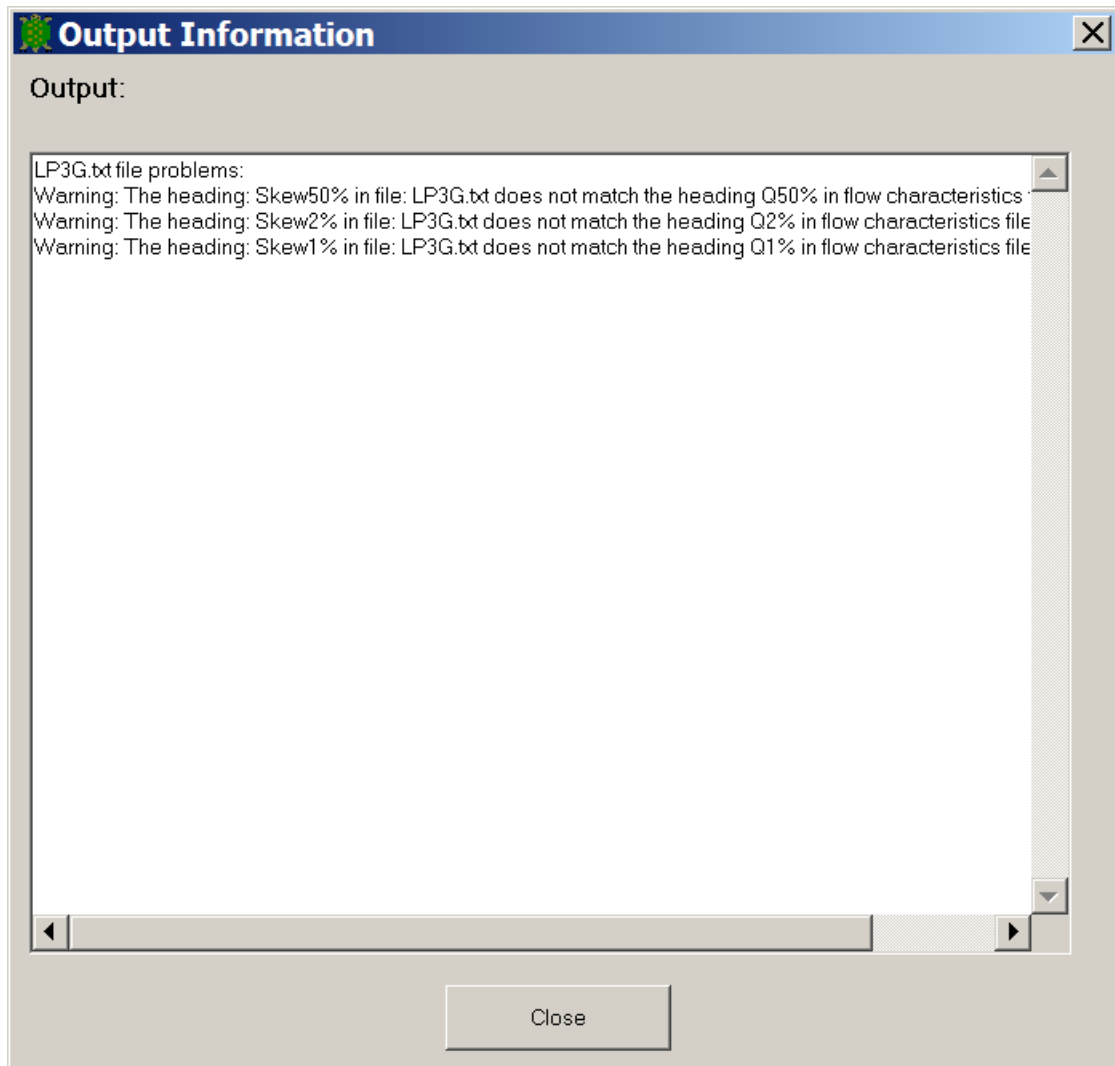 Output Information
Output:
LP3G.txt file problems:
Warning: The heading: Skew50% in file: LP3G.txt does not match the heading Q50% in flow characteristics
Warning: The heading: Skew2% in file: LP3G.txt does not match the heading Q2% in flow characteristics file
Warning: The heading: Skew1% in file: LP3G.txt does not match the heading Q1% in flow characteristics file
Close